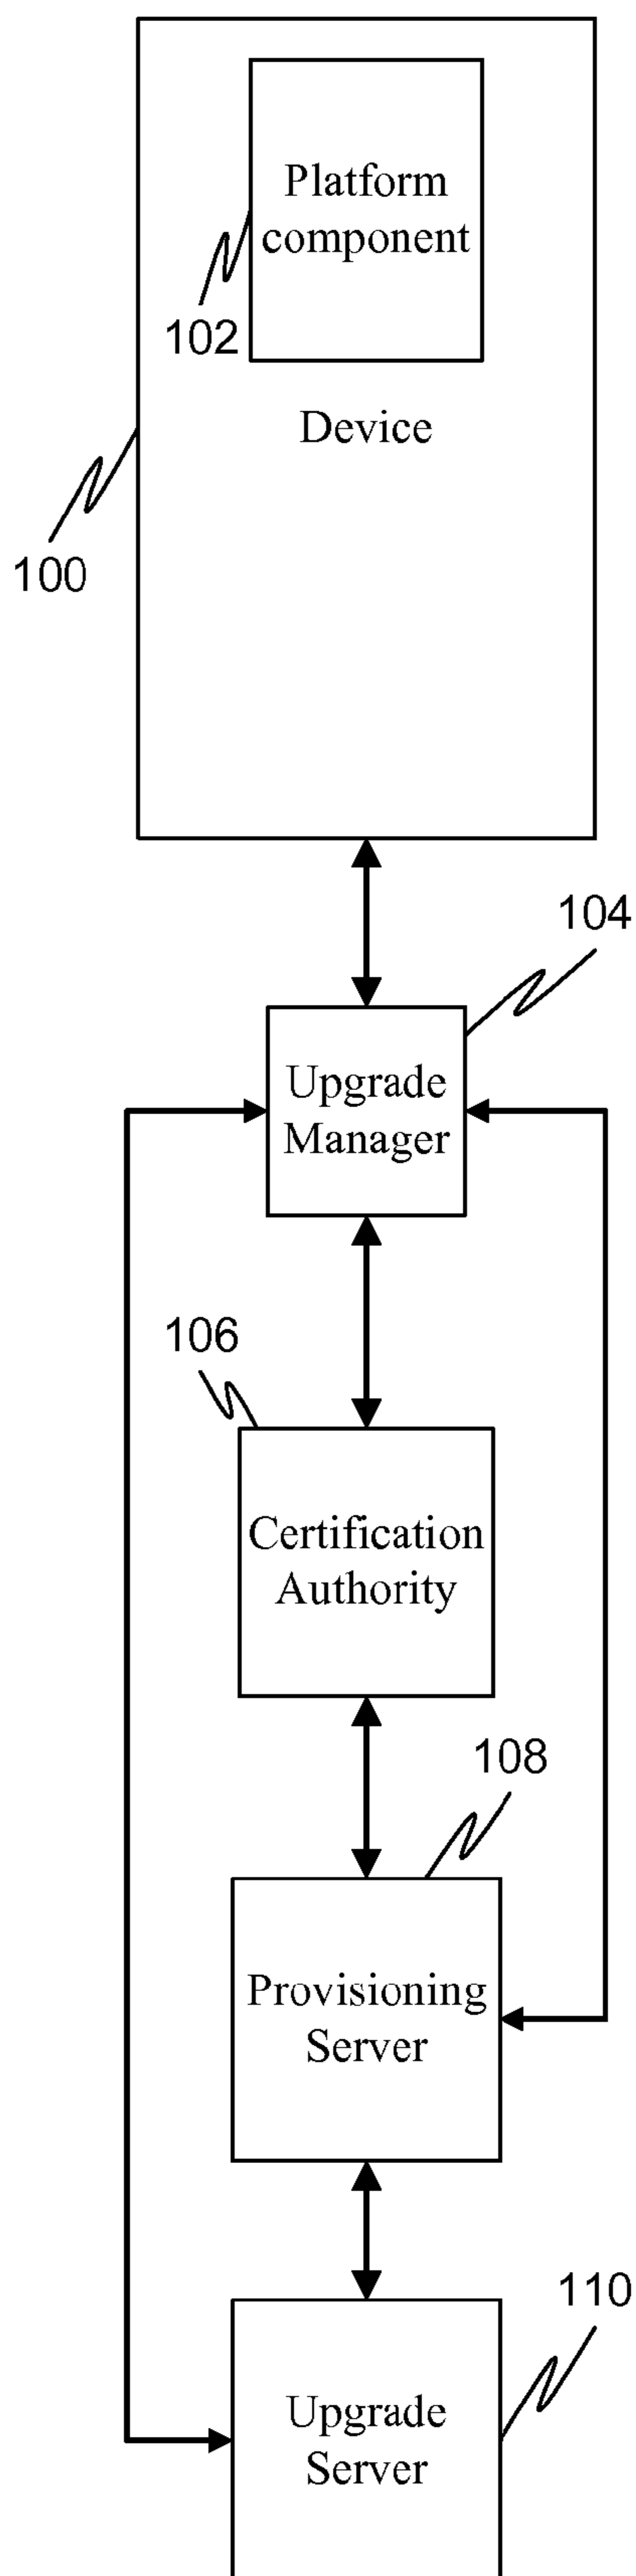 Platform
component
102
Device
100
104
Upgrade
Manager
106
Certification
Authority
108
Provisioning
Server
110
Upgrade
Server